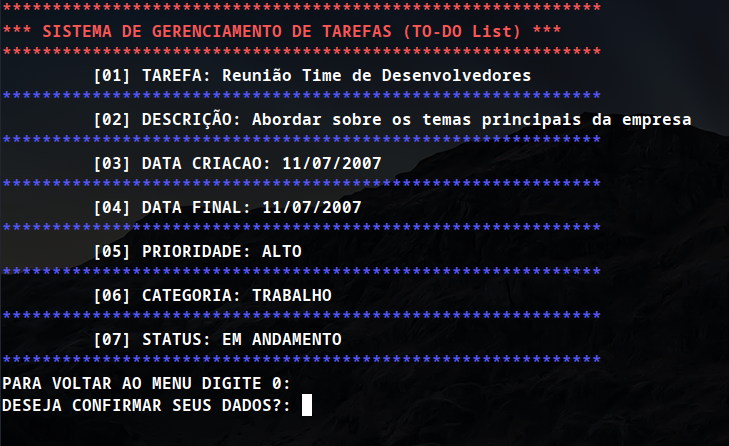 ************************************************************
*** SISTEMA DE GERENCIAMENTO DE TAREFAS (TO-DO List) ***
************************************************************
[01] TAREFA: Reunião Time de Desenvolvedores
************************************************************
[02] DESCRIÇÃO: Abordar sobre os temas principais da empresa
************************************************************
[03] DATA CRIACAO: 11/07/2007
************************************************************
[04] DATA FINAL: 11/07/2007
************************************************************
[05] PRIORIDADE: ALTO
************************************************************
[06] CATEGORIA: TRABALHO
************************************************************
[07] STATUS: EM ANDAMENTO
************************************************************
PARA VOLTAR AO MENU DIGITE 0:
DESEJA CONFIRMAR SEUS DADOS?: